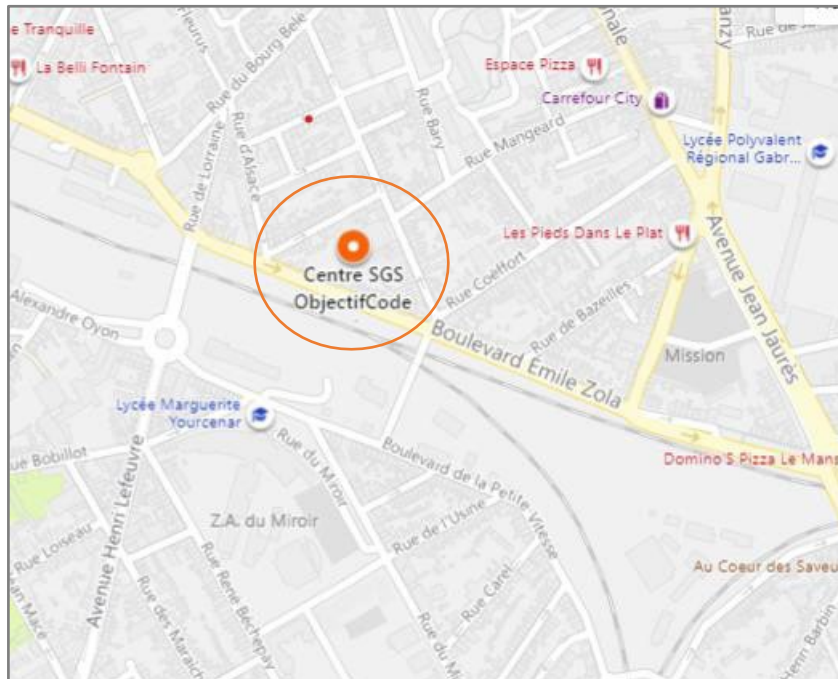 e Tranquille
La Belli Fontain
Rue du Bourg Belé
Rue de Lorraine
Rue d'Alsace
Rue Bary
Espace Pizza
Carrefour City
Rue Mangeard
Lycée Polyvalent
Régional Gabr...
Les Pieds Dans Le Plat
Centre SGS
ObjectifCode
Rue Coëffort
Rue de Bazeilles
Boulevard Émile Zola
Avenue Jean Jaurès
Mission
Alexandre Oyon
Lycée Marguerite
Yourcenar
ue Bobillot
Avenue Henri Lefeuvre
Rue du Miroir
Boulevard de la Petite Vitesse
Domino'S Pizza Le Mans
Z.A. du Miroir
Rue de l'Usine
Rue Loiseau
Rue Carel
Au Coeur des Saveu
Rue des Maraich
Rue René Béchepay
Rue du M
Henri Barbin